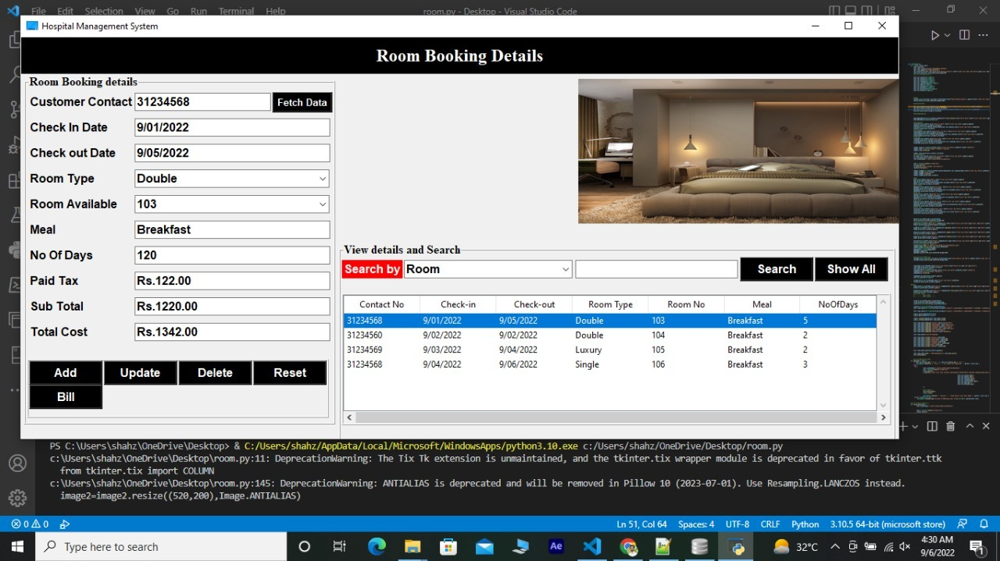 File Edit Selection View Go Run Terminal Help room.py - Desktop - Visual Studio Code
Hospital Management System
Room Booking Details
Room Booking details
Customer Contact 31234568 Fetch Data
Check In Date 9/01/2022
Check out Date 9/05/2022
Room Type Double
Room Available 103
Meal Breakfast
No Of Days 120
Paid Tax Rs.122.00
Sub Total Rs.1220.00
Total Cost Rs.1342.00
Add Update Delete Reset
Bill
View details and Search
Search by Room Search Show All
Contact No Check-in Check-out Room Type Room No Meal NoOfDays
31234568 9/01/2022 9/05/2022 Double 103 Breakfast 5
31234560 9/02/2022 9/02/2022 Double 104 Breakfast 2
31234569 9/03/2022 9/04/2022 Luxury 105 Breakfast 2
31234568 9/04/2022 9/06/2022 Single 106 Breakfast 3
PS C:\Users\shahz\OneDrive\Desktop> & C:/Users/shahz/AppData/Local/Microsoft/WindowsApps/python3.10.exe c:/Users/shahz/OneDrive/Desktop/room.py
c:\Users\shahz\OneDrive\Desktop\room.py:11: DeprecationWarning: The Tix Tk extension is unmaintained, and the tkinter.tix wrapper module is deprecated in favor of tkinter.ttk
from tkinter.tix import COLUMN
c:\Users\shahz\OneDrive\Desktop\room.py:145: DeprecationWarning: ANTIALIAS is deprecated and will be removed in Pillow 10 (2023-07-01). Use Resampling.LANCZOS instead.
image2=image2.resize((520,200),Image.ANTIALIAS)
0 0 Ln 51, Col 64 Spaces: 4 UTF-8 CRLF Python 3.10.5 64-bit (microsoft store)
Type here to search Ae 32°C 4:30 AM
9/6/2022 1